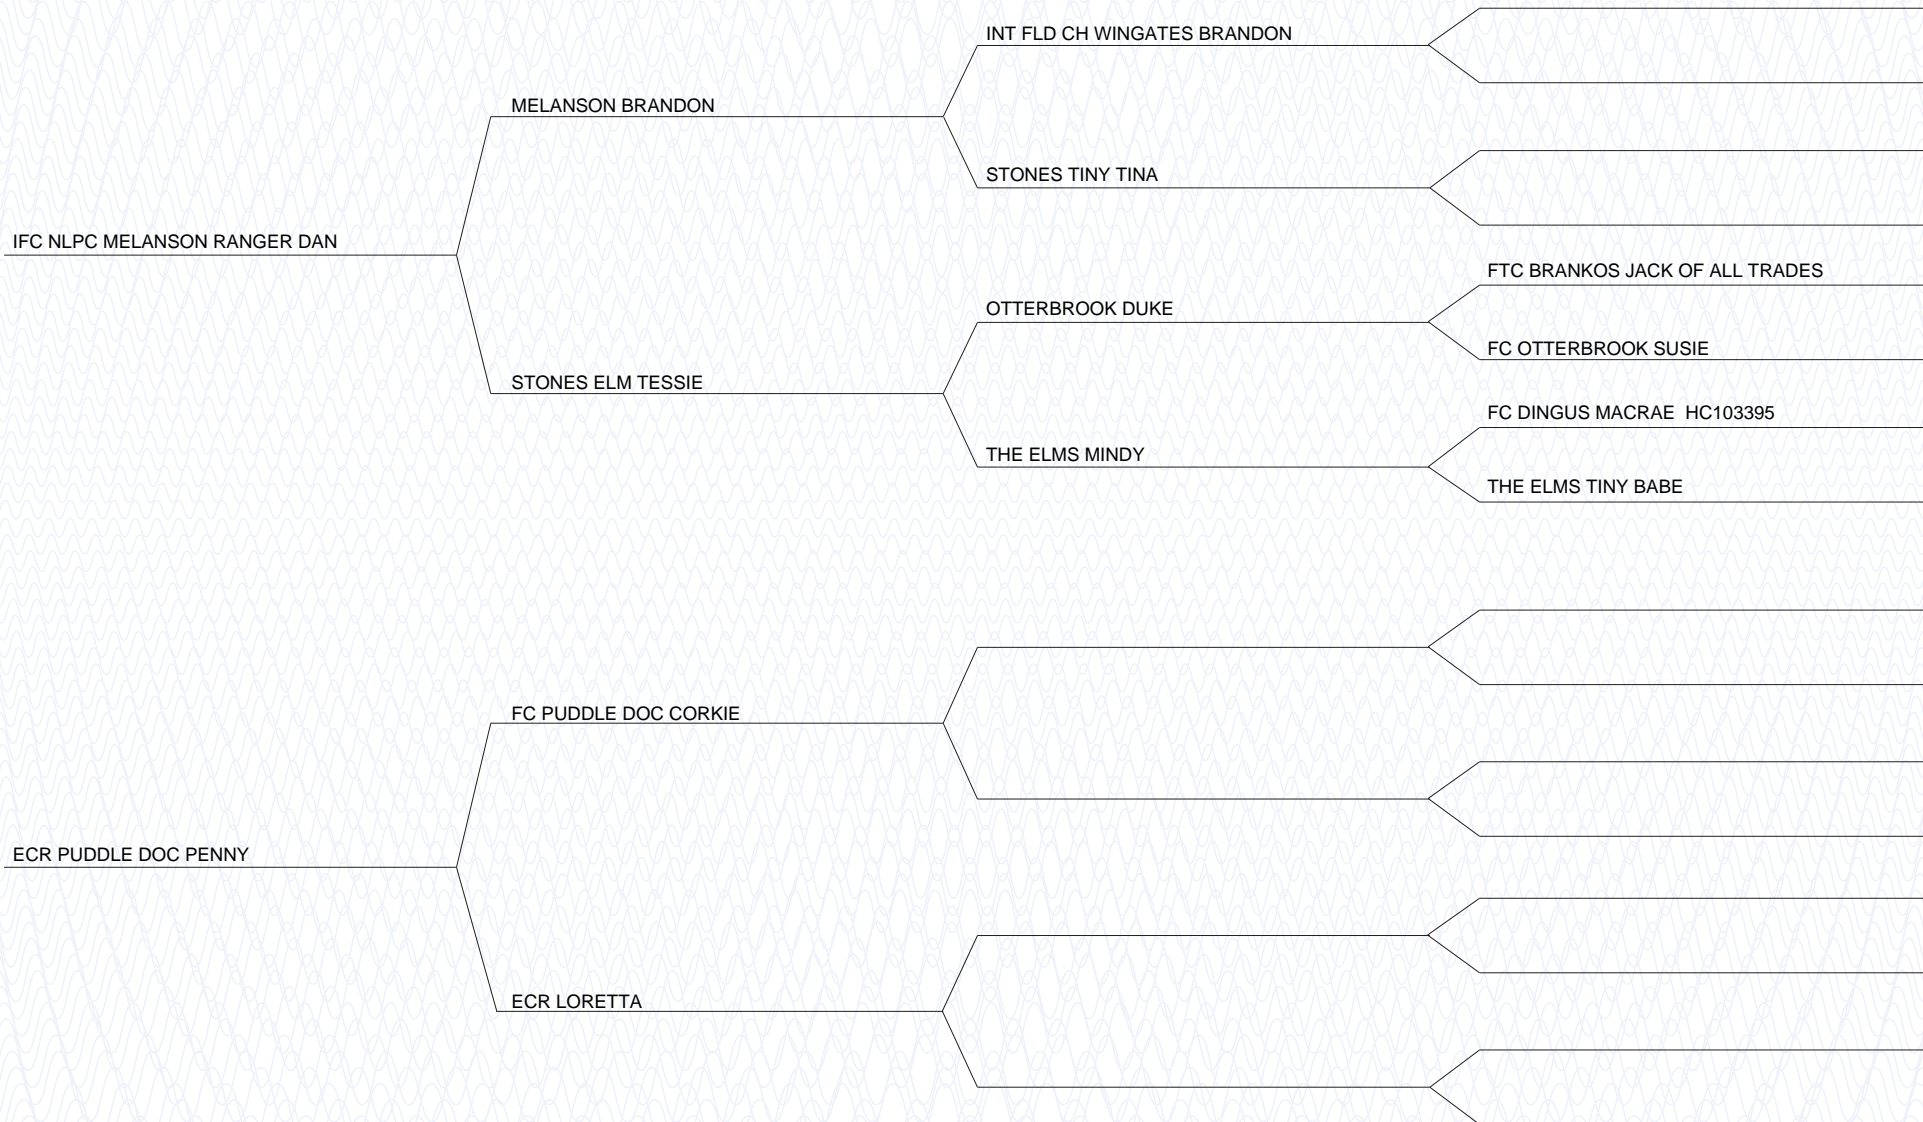 INT FLD CH WINGATES BRANDON
MELANSON BRANDON
STONES TINY TINA
IFC NLPC MELANSON RANGER DAN
FTC BRANKOS JACK OF ALL TRADES
OTTERBROOK DUKE
FC OTTERBROOK SUSIE
STONES ELM TESSIE
FC DINGUS MACRAE  HC103395
THE ELMS MINDY
THE ELMS TINY BABE
FC PUDDLE DOC CORKIE
ECR PUDDLE DOC PENNY
ECR LORETTA